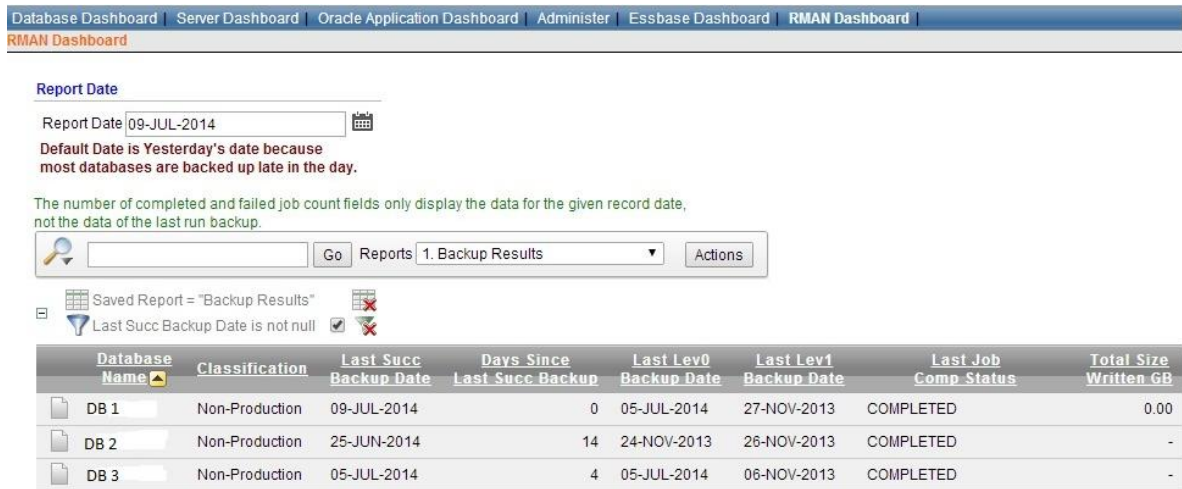 Database Dashboard | Server Dashboard | Oracle Application Dashboard | Administer | Essbase Dashboard | RMAN Dashboard |
RMAN Dashboard
Report Date
Report Date 09-JUL-2014
Default Date is Yesterday's date because
most databases are backed up late in the day.
The number of completed and failed job count fields only display the data for the given record date,
not the data of the last run backup.
Go Reports 1. Backup Results Actions
Saved Report = "Backup Results"
Last Succ Backup Date is not null
Database Name Classification Last Succ Backup Date Days Since Last Succ Backup Last Lev0 Backup Date Last Lev1 Backup Date Last Job Comp Status Total Size Written GB
DB 1 Non-Production 09-JUL-2014 0 05-JUL-2014 27-NOV-2013 COMPLETED 0.00
DB 2 Non-Production 25-JUN-2014 14 24-NOV-2013 26-NOV-2013 COMPLETED -
DB 3 Non-Production 05-JUL-2014 4 05-JUL-2014 06-NOV-2013 COMPLETED -